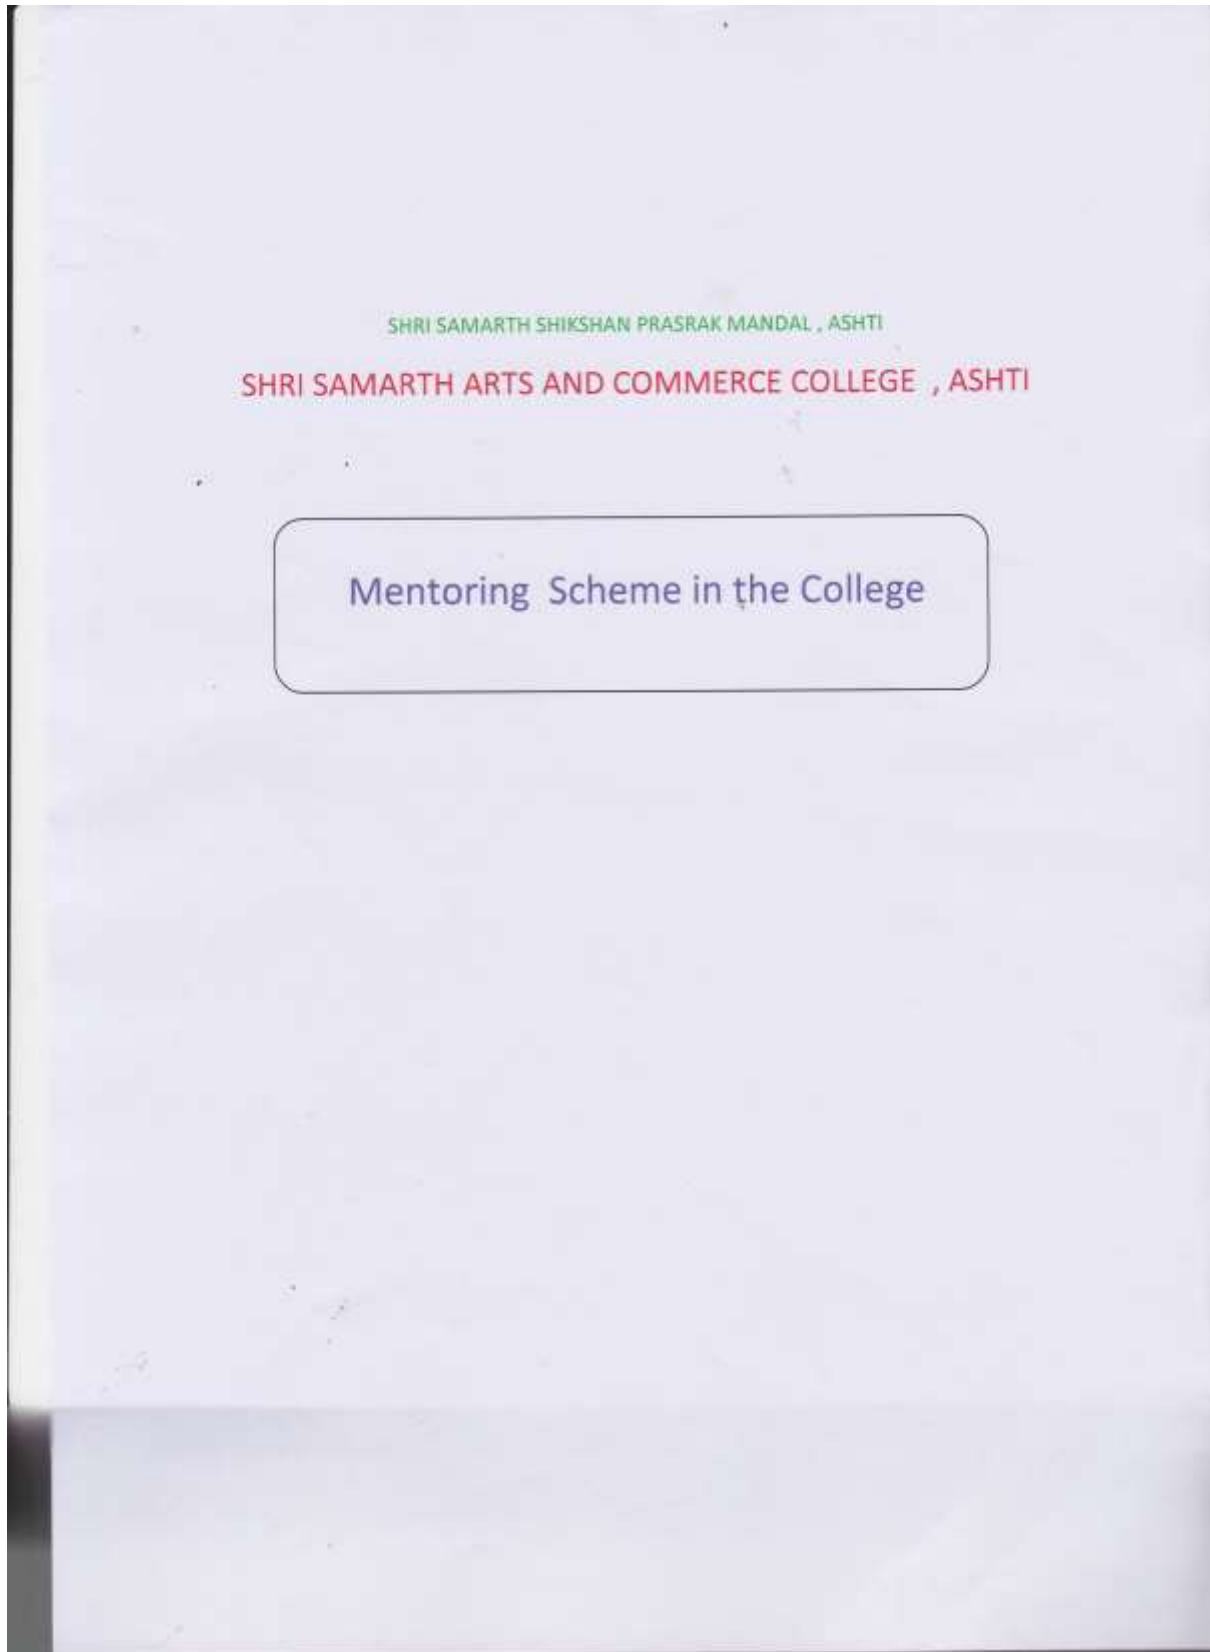 SHRI SAMARTH SHIKSHAN PRASRAK MANDAL , ASHTI
SHRI SAMARTH ARTS AND COMMERCE COLLEGE , ASHTI
Mentoring Scheme in the College